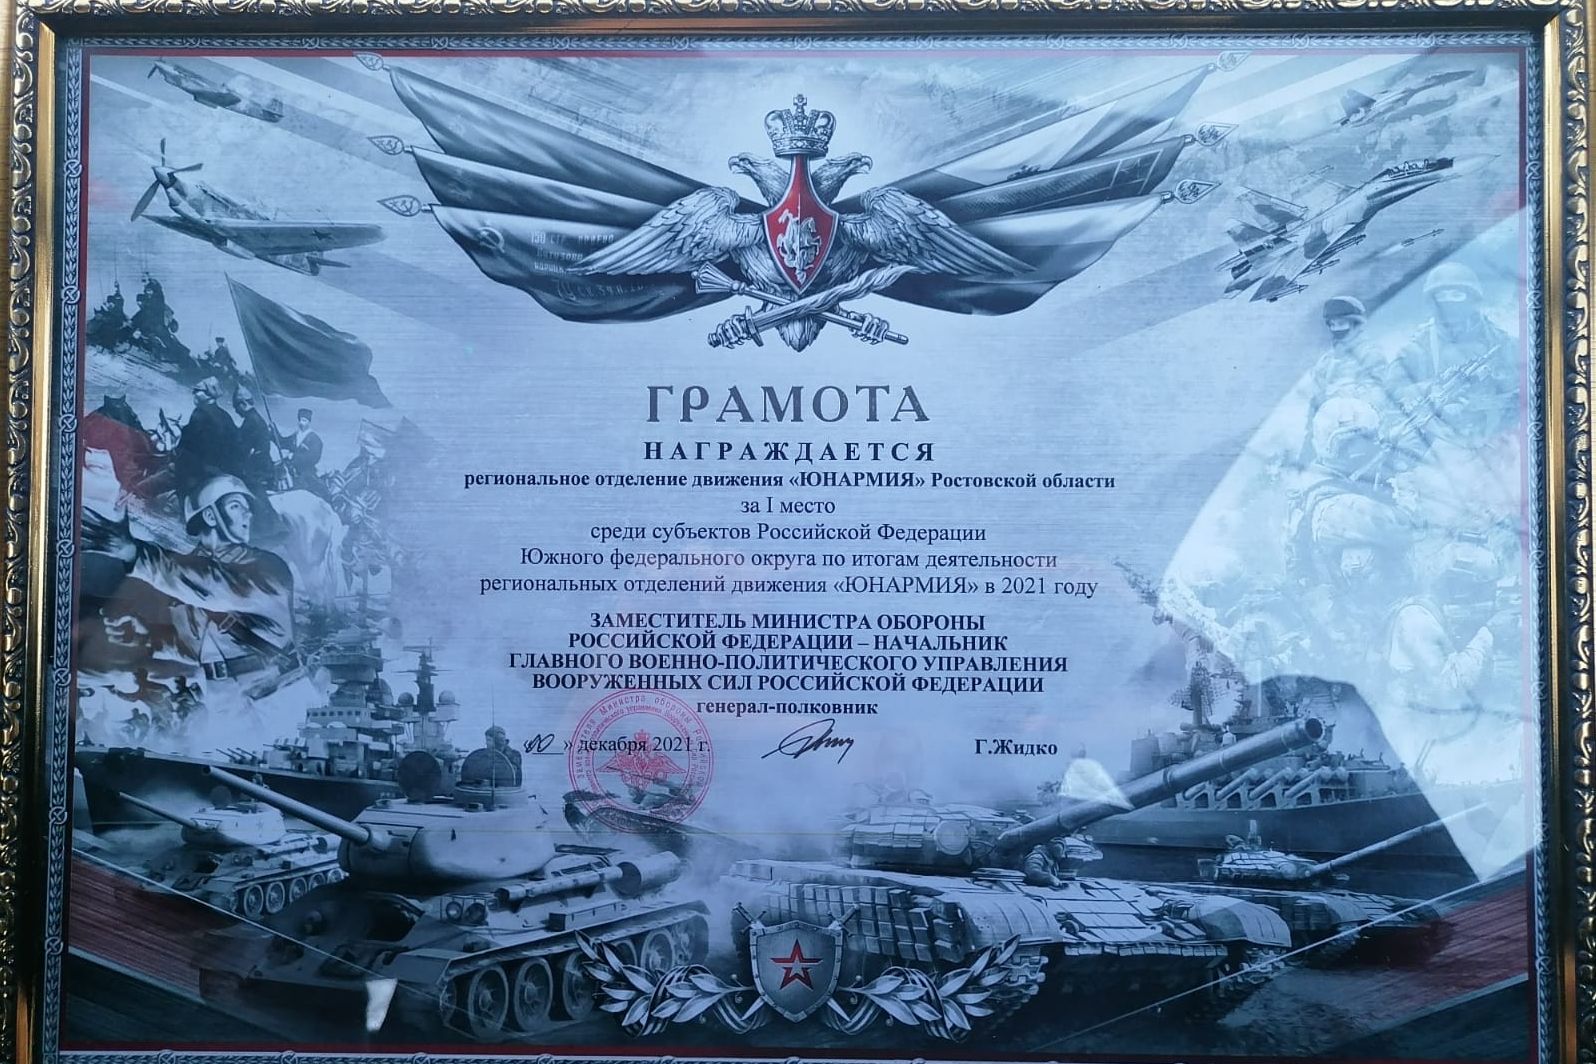 ГРАМОТА
НАГРАЖДАЕТСЯ
региональное отделение движения «ЮНАРМИЯ» Ростовской области
за I место
среди субъектов Российской Федерации
Южного федерального округа по итогам деятельности
региональных отделений движения «ЮНАРМИЯ» в 2021 году
ЗАМЕСТИТЕЛЬ МИНИСТРА ОБОРОНЫ
РОССИЙСКОЙ ФЕДЕРАЦИИ – НАЧАЛЬНИК
ГЛАВНОГО ВОЕННО-ПОЛИТИЧЕСКОГО УПРАВЛЕНИЯ
ВООРУЖЕННЫХ СИЛ РОССИЙСКОЙ ФЕДЕРАЦИИ
генерал-полковник
» декабря 2021 г.
Г.Жидко